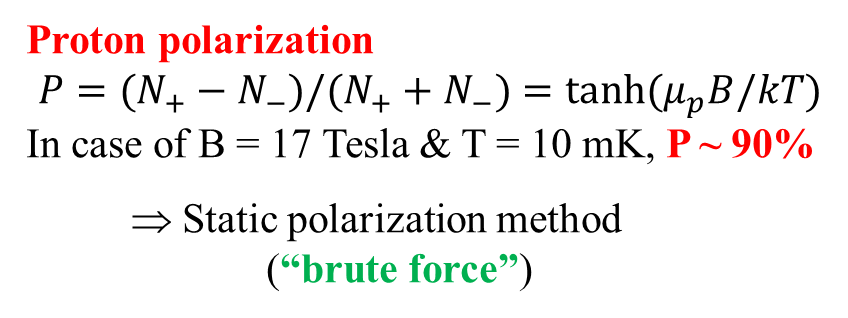 Proton polarization
P = (N₊ − N₋)/(N₊ + N₋) = tanh(μₚB/kT)
In case of B = 17 Tesla & T = 10 mK, P ~ 90%
⇒ Static polarization method
(“brute force”)